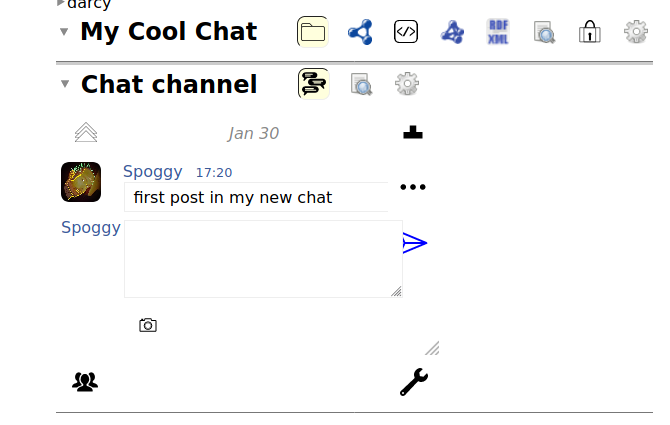 darcy
My Cool Chat
</>
RDF
XML
Chat channel
Jan 30
Spoggy 17:20
first post in my new chat
Spoggy